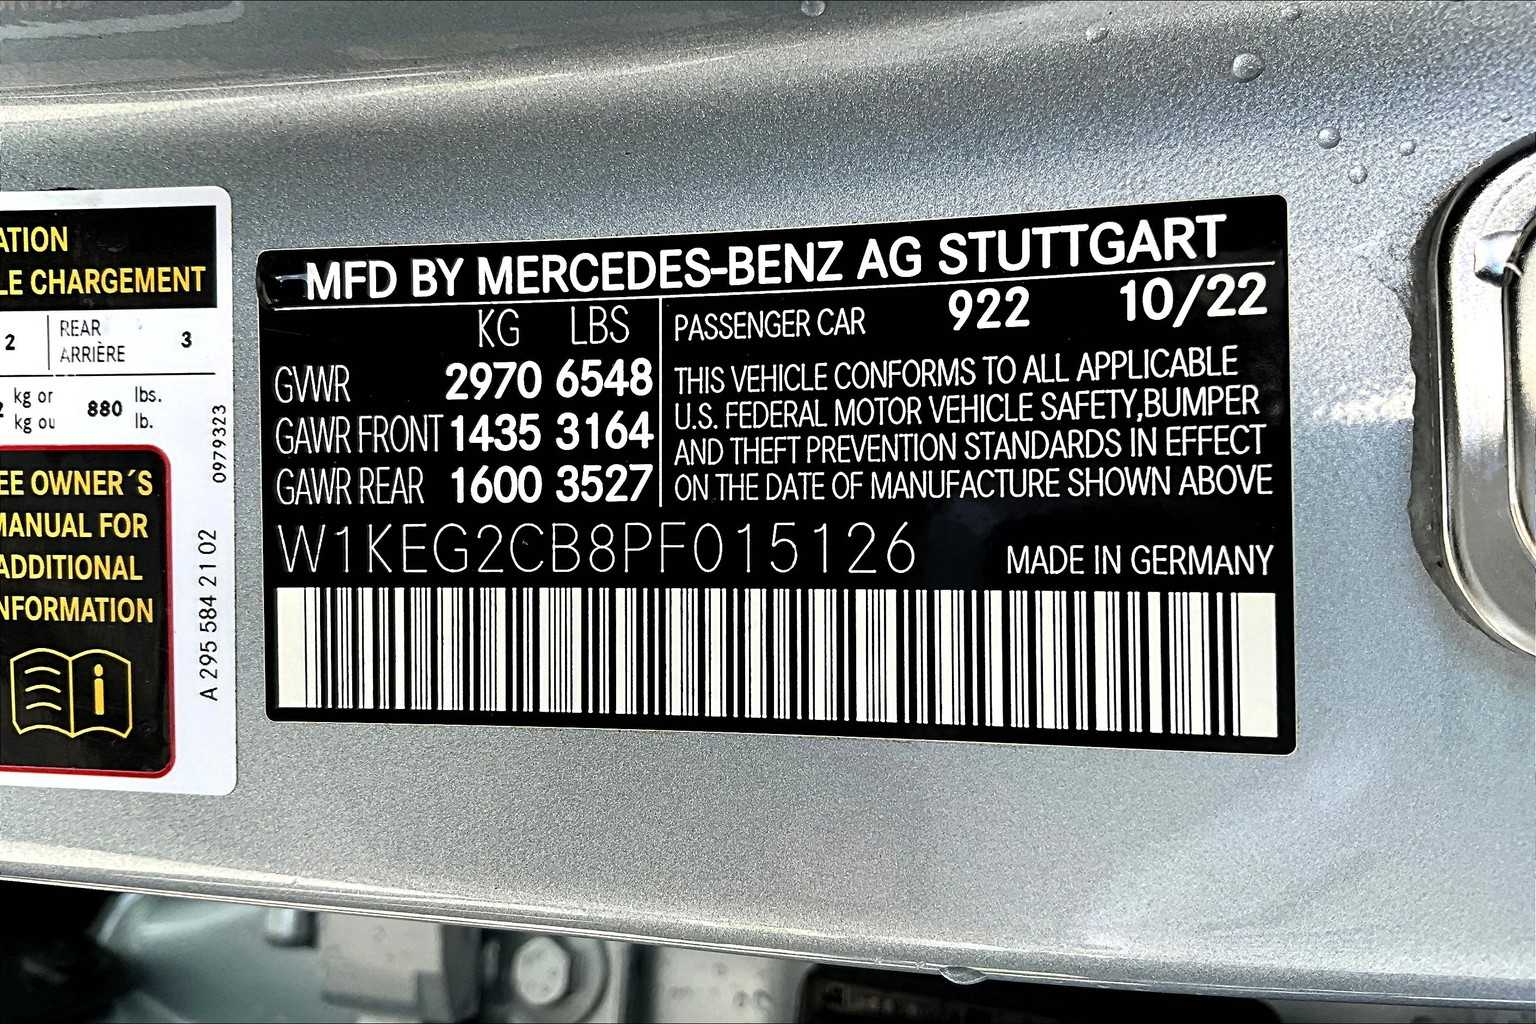 ATION
LE CHARGEMENT
2 REAR 3
ARRIÈRE
kg or 880 lbs.
kg ou lb.
EE OWNER´S
MANUAL FOR
ADDITIONAL
NFORMATION
i
0979323
A 295 584 21 02
MFD BY MERCEDES-BENZ AG STUTTGART
KG LBS
GVWR 2970 6548
GAWR FRONT 1435 3164
GAWR REAR 1600 3527
PASSENGER CAR 922 10/22
THIS VEHICLE CONFORMS TO ALL APPLICABLE
U.S. FEDERAL MOTOR VEHICLE SAFETY,BUMPER
AND THEFT PREVENTION STANDARDS IN EFFECT
ON THE DATE OF MANUFACTURE SHOWN ABOVE
W1KEG2CB8PF015126 MADE IN GERMANY